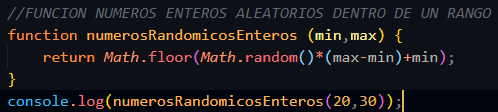 //FUNCION NUMEROS ENTEROS ALEATORIOS DENTRO DE UN RANGO
function numerosRandomicosEnteros (min,max) {
    return Math.floor(Math.random()*(max-min)+min);
}
console.log(numerosRandomicosEnteros(20,30));